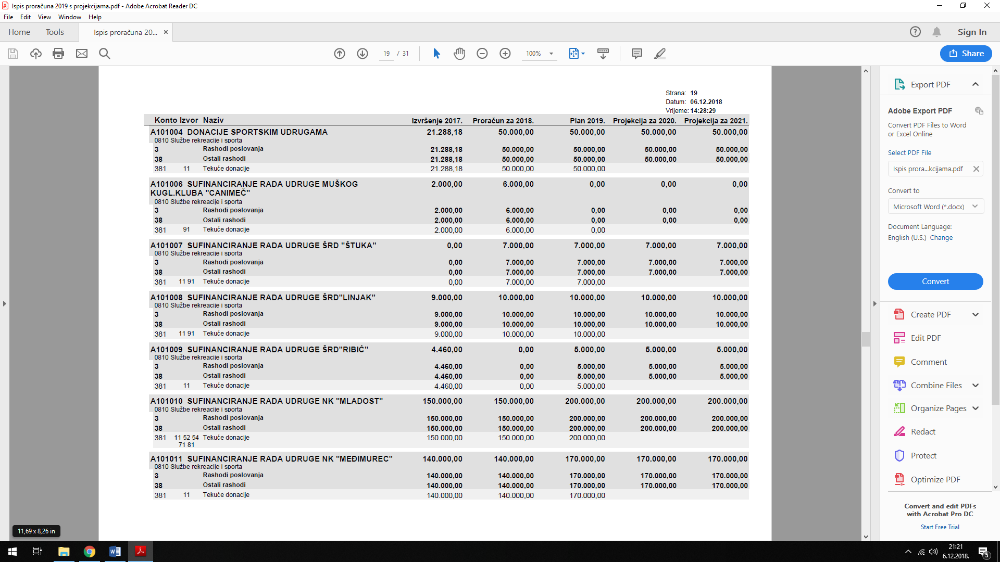 Ispis proračuna 2019 s projekcijama.pdf - Adobe Acrobat Reader DC
File Edit View Window Help
Home Tools Ispis proračuna 20... × Sign In
19 / 31 100% Share
Strana: 19
Datum: 06.12.2018
Vrijeme: 14:28:29
Konto Izvor Naziv Izvršenje 2017. Proračun za 2018. Plan 2019. Projekcija za 2020. Projekcija za 2021.
A101004 DONACIJE SPORTSKIM UDRUGAMA 21.288,18 50.000,00 50.000,00 50.000,00 50.000,00
0810 Službe rekreacije i sporta
3 Rashodi poslovanja 21.288,18 50.000,00 50.000,00 50.000,00 50.000,00
38 Ostali rashodi 21.288,18 50.000,00 50.000,00 50.000,00 50.000,00
381 11 Tekuće donacije 21.288,18 50.000,00 50.000,00
A101006 SUFINANCIRANJE RADA UDRUGE MUŠKOG 2.000,00 6.000,00 0,00 0,00 0,00
KUGL.KLUBA "CANIMEČ"
0810 Službe rekreacije i sporta
3 Rashodi poslovanja 2.000,00 6.000,00 0,00 0,00 0,00
38 Ostali rashodi 2.000,00 6.000,00 0,00 0,00 0,00
381 91 Tekuće donacije 2.000,00 6.000,00 0,00
A101007 SUFINANCIRANJE RADA UDRUGE ŠRD "ŠTUKA" 0,00 7.000,00 7.000,00 7.000,00 7.000,00
0810 Službe rekreacije i sporta
3 Rashodi poslovanja 0,00 7.000,00 7.000,00 7.000,00 7.000,00
38 Ostali rashodi 0,00 7.000,00 7.000,00 7.000,00 7.000,00
381 11 91 Tekuće donacije 0,00 7.000,00 7.000,00
A101008 SUFINANCIRANJE RADA UDRUGE ŠRD"LINJAK" 9.000,00 10.000,00 10.000,00 10.000,00 10.000,00
0810 Službe rekreacije i sporta
3 Rashodi poslovanja 9.000,00 10.000,00 10.000,00 10.000,00 10.000,00
38 Ostali rashodi 9.000,00 10.000,00 10.000,00 10.000,00 10.000,00
381 11 91 Tekuće donacije 9.000,00 10.000,00 10.000,00
A101009 SUFINANCIRANJE RADA UDRUGE ŠRD"RIBIĆ" 4.460,00 0,00 5.000,00 5.000,00 5.000,00
0810 Službe rekreacije i sporta
3 Rashodi poslovanja 4.460,00 0,00 5.000,00 5.000,00 5.000,00
38 Ostali rashodi 4.460,00 0,00 5.000,00 5.000,00 5.000,00
381 11 Tekuće donacije 4.460,00 0,00 5.000,00
A101010 SUFINANCIRANJE RADA UDRUGE NK "MLADOST" 150.000,00 150.000,00 200.000,00 200.000,00 200.000,00
0810 Službe rekreacije i sporta
3 Rashodi poslovanja 150.000,00 150.000,00 200.000,00 200.000,00 200.000,00
38 Ostali rashodi 150.000,00 150.000,00 200.000,00 200.000,00 200.000,00
381 11 52 54 Tekuće donacije 150.000,00 150.000,00 200.000,00
71 81
A101011 SUFINANCIRANJE RADA UDRUGE NK "MEĐIMUREC" 140.000,00 140.000,00 170.000,00 170.000,00 170.000,00
0810 Službe rekreacije i sporta
3 Rashodi poslovanja 140.000,00 140.000,00 170.000,00 170.000,00 170.000,00
38 Ostali rashodi 140.000,00 140.000,00 170.000,00 170.000,00 170.000,00
381 11 Tekuće donacije 140.000,00 140.000,00 170.000,00
11,69 x 8,26 in
Export PDF
Adobe Export PDF
Convert PDF Files to Word
or Excel Online
Select PDF File
Ispis prora...kcijama.pdf
Convert to
Microsoft Word (*.docx)
Document Language:
English (U.S.) Change
Convert
Create PDF
Edit PDF
Comment
Combine Files
Organize Pages
Redact
Protect
Optimize PDF
Convert and edit PDFs
with Acrobat Pro DC
Start Free Trial
21:21
6.12.2018.
5